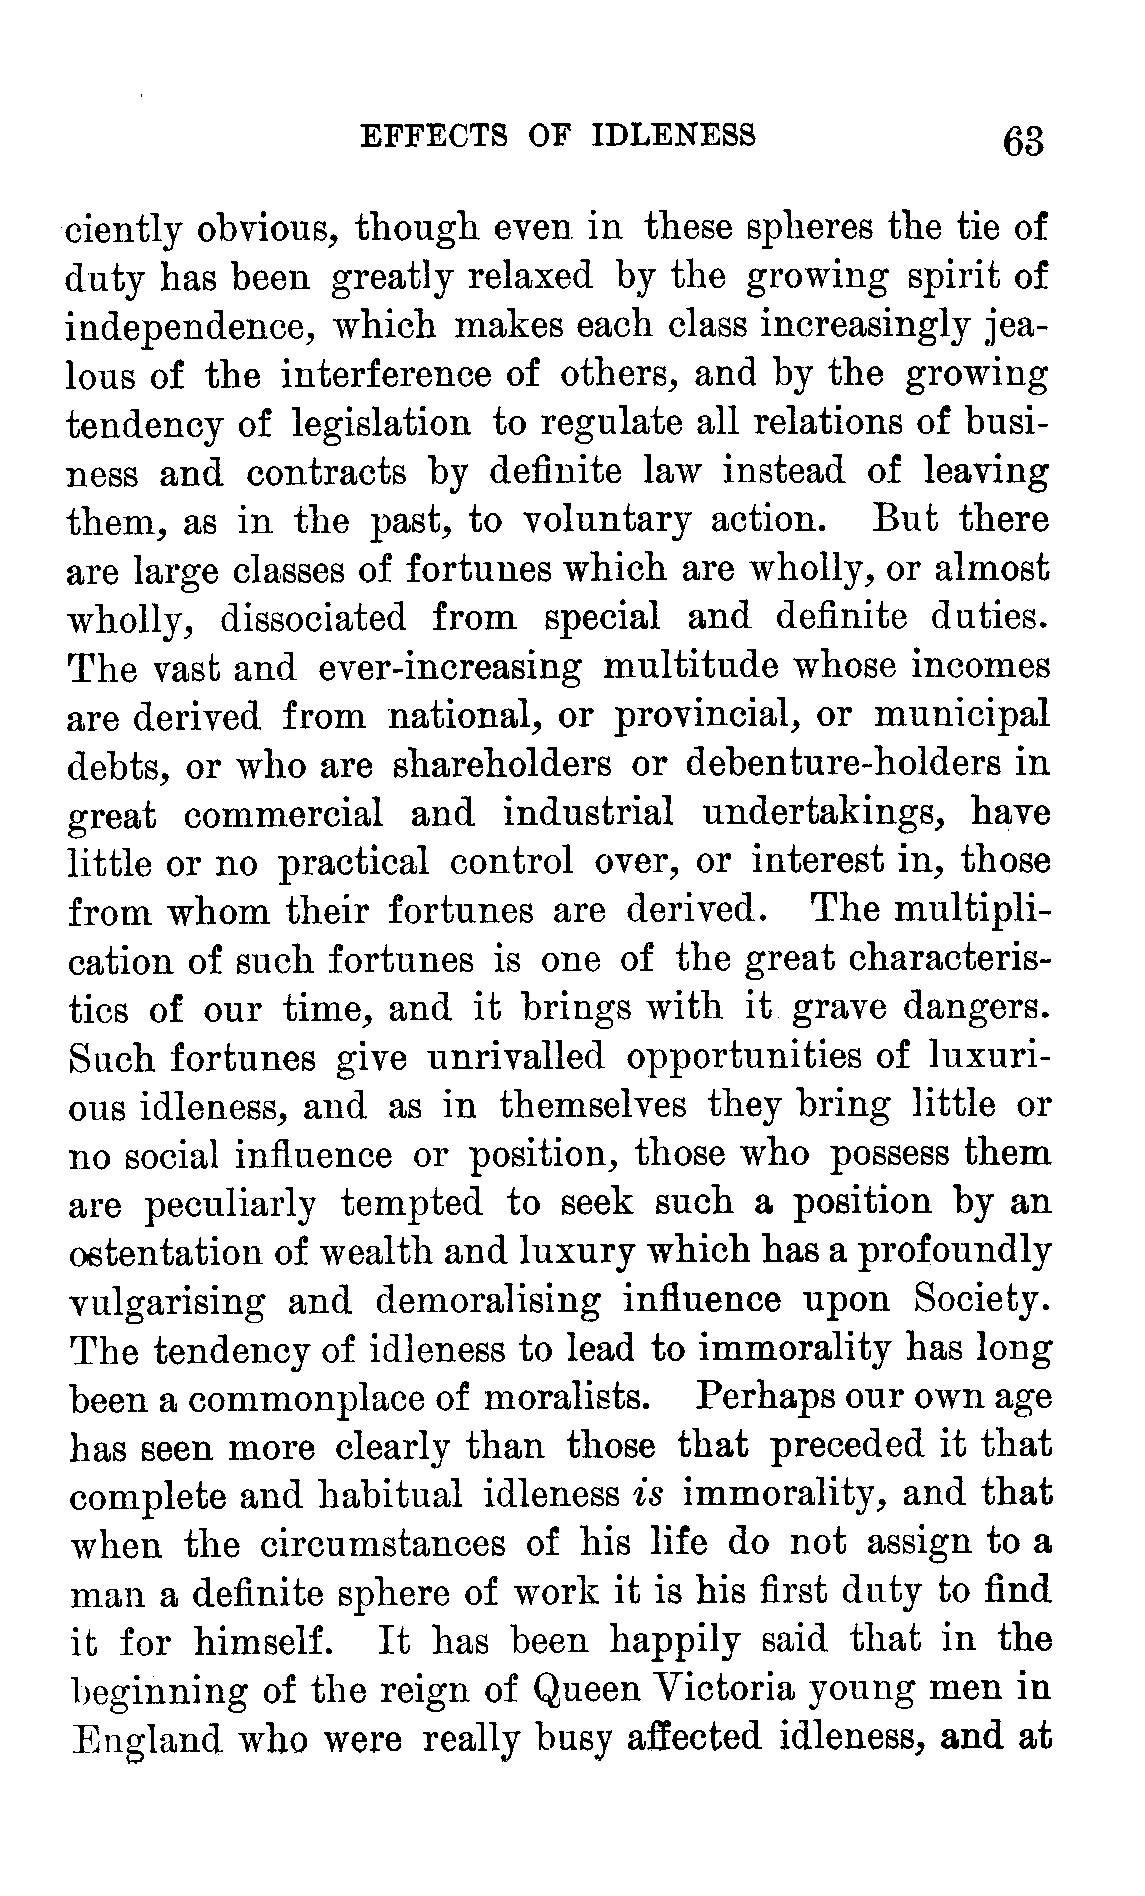 EFFECTS OF IDLENESS 63
ciently obvious, though even in these spheres the tie of
duty has been greatly relaxed by the growing spirit of
independence, which makes each class increasingly jea-
lous of the interference of others, and by the growing
tendency of legislation to regulate all relations of busi-
ness and contracts by definite law instead of leaving
them, as in the past, to voluntary action. But there
are large classes of fortunes which are wholly, or almost
wholly, dissociated from special and definite duties.
The vast and ever-increasing multitude whose incomes
are derived from national, or provincial, or municipal
debts, or who are shareholders or debenture-holders in
great commercial and industrial undertakings, have
little or no practical control over, or interest in, those
from whom their fortunes are derived. The multipli-
cation of such fortunes is one of the great characteris-
tics of our time, and it brings with it grave dangers.
Such fortunes give unrivalled opportunities of luxuri-
ous idleness, and as in themselves they bring little or
no social influence or position, those who possess them
are peculiarly tempted to seek such a position by an
ostentation of wealth and luxury which has a profoundly
vulgarising and demoralising influence upon Society.
The tendency of idleness to lead to immorality has long
been a commonplace of moralists. Perhaps our own age
has seen more clearly than those that preceded it that
complete and habitual idleness is immorality, and that
when the circumstances of his life do not assign to a
man a definite sphere of work it is his first duty to find
it for himself. It has been happily said that in the
beginning of the reign of Queen Victoria young men in
England who were really busy affected idleness, and at